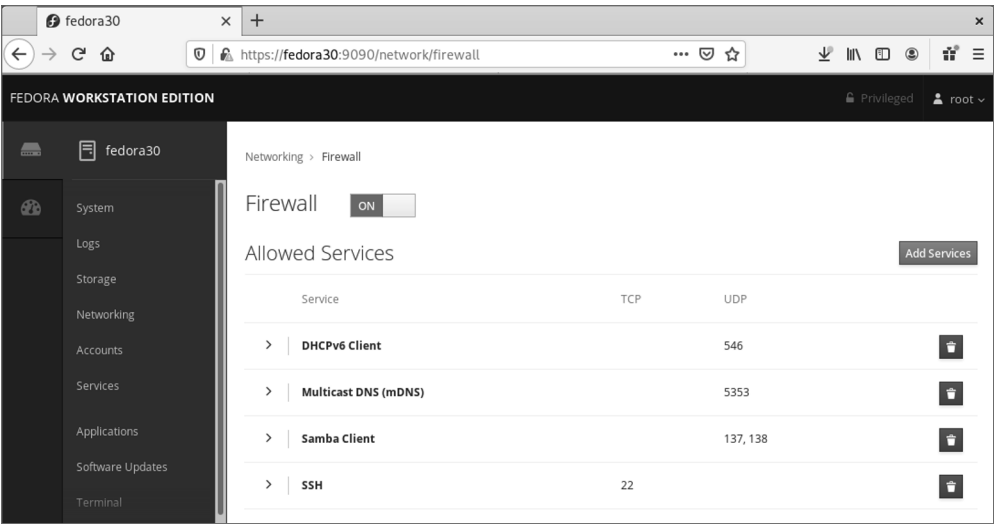 fedora30
https://fedora30:9090/network/firewall
FEDORA WORKSTATION EDITION
Privileged
root
fedora30
System
Logs
Storage
Networking
Accounts
Services
Applications
Software Updates
Terminal
Networking > Firewall
Firewall ON
Allowed Services
Add Services
Service TCP UDP
DHCPv6 Client 546
Multicast DNS (mDNS) 5353
Samba Client 137, 138
SSH 22